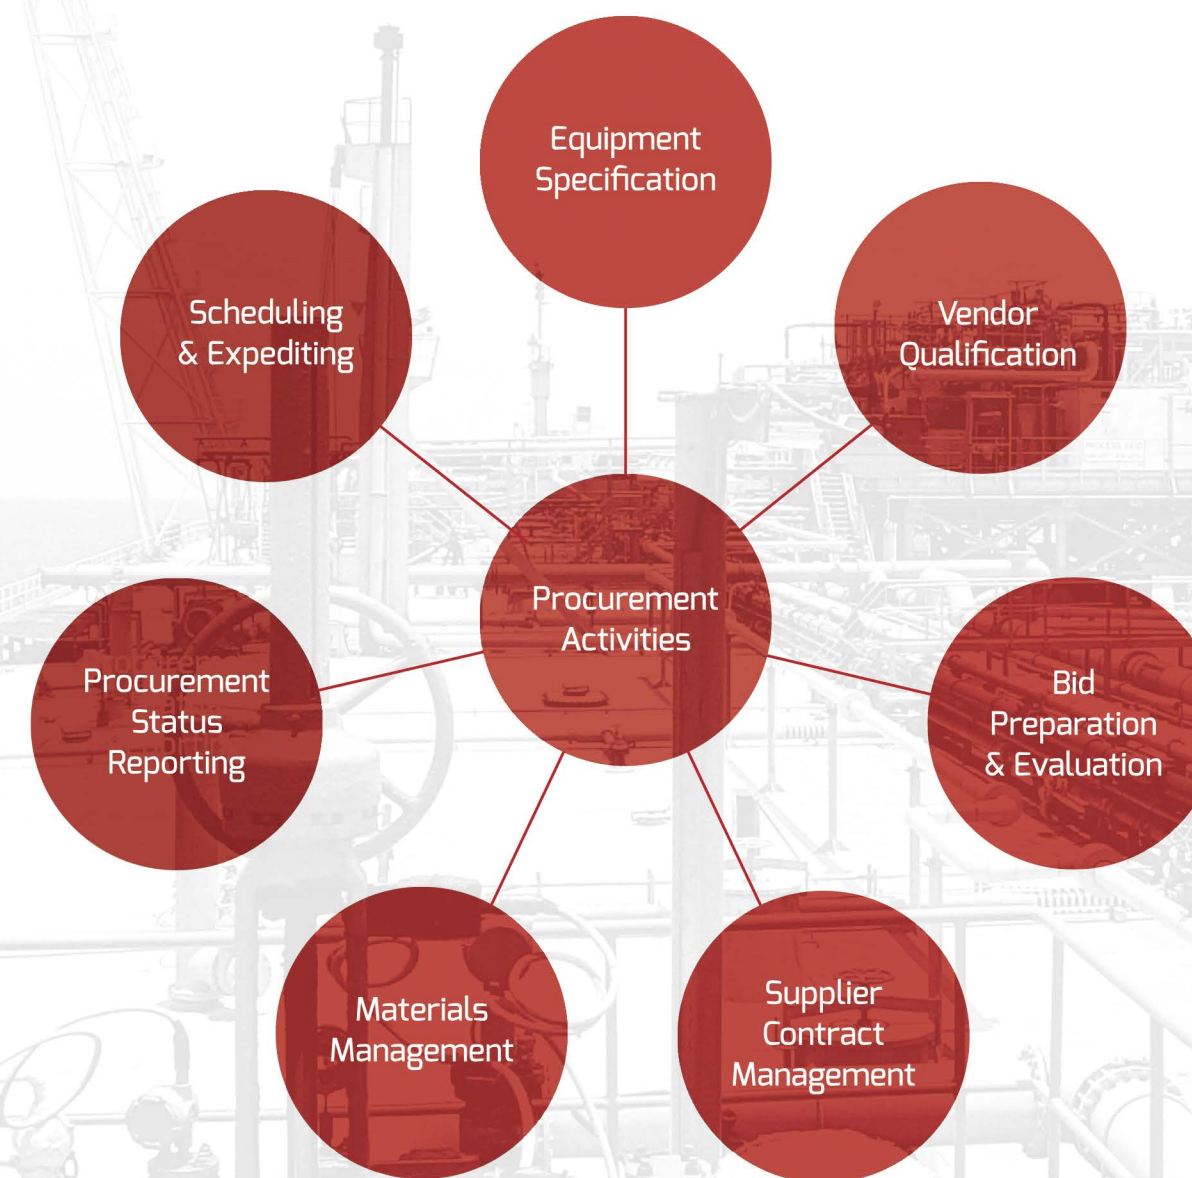 Equipment
Specification
Scheduling
& Expediting
Vendor
Qualification
Procurement
Activities
Procurement
Status
Reporting
Bid
Preparation
& Evaluation
Materials
Management
Supplier
Contract
Management